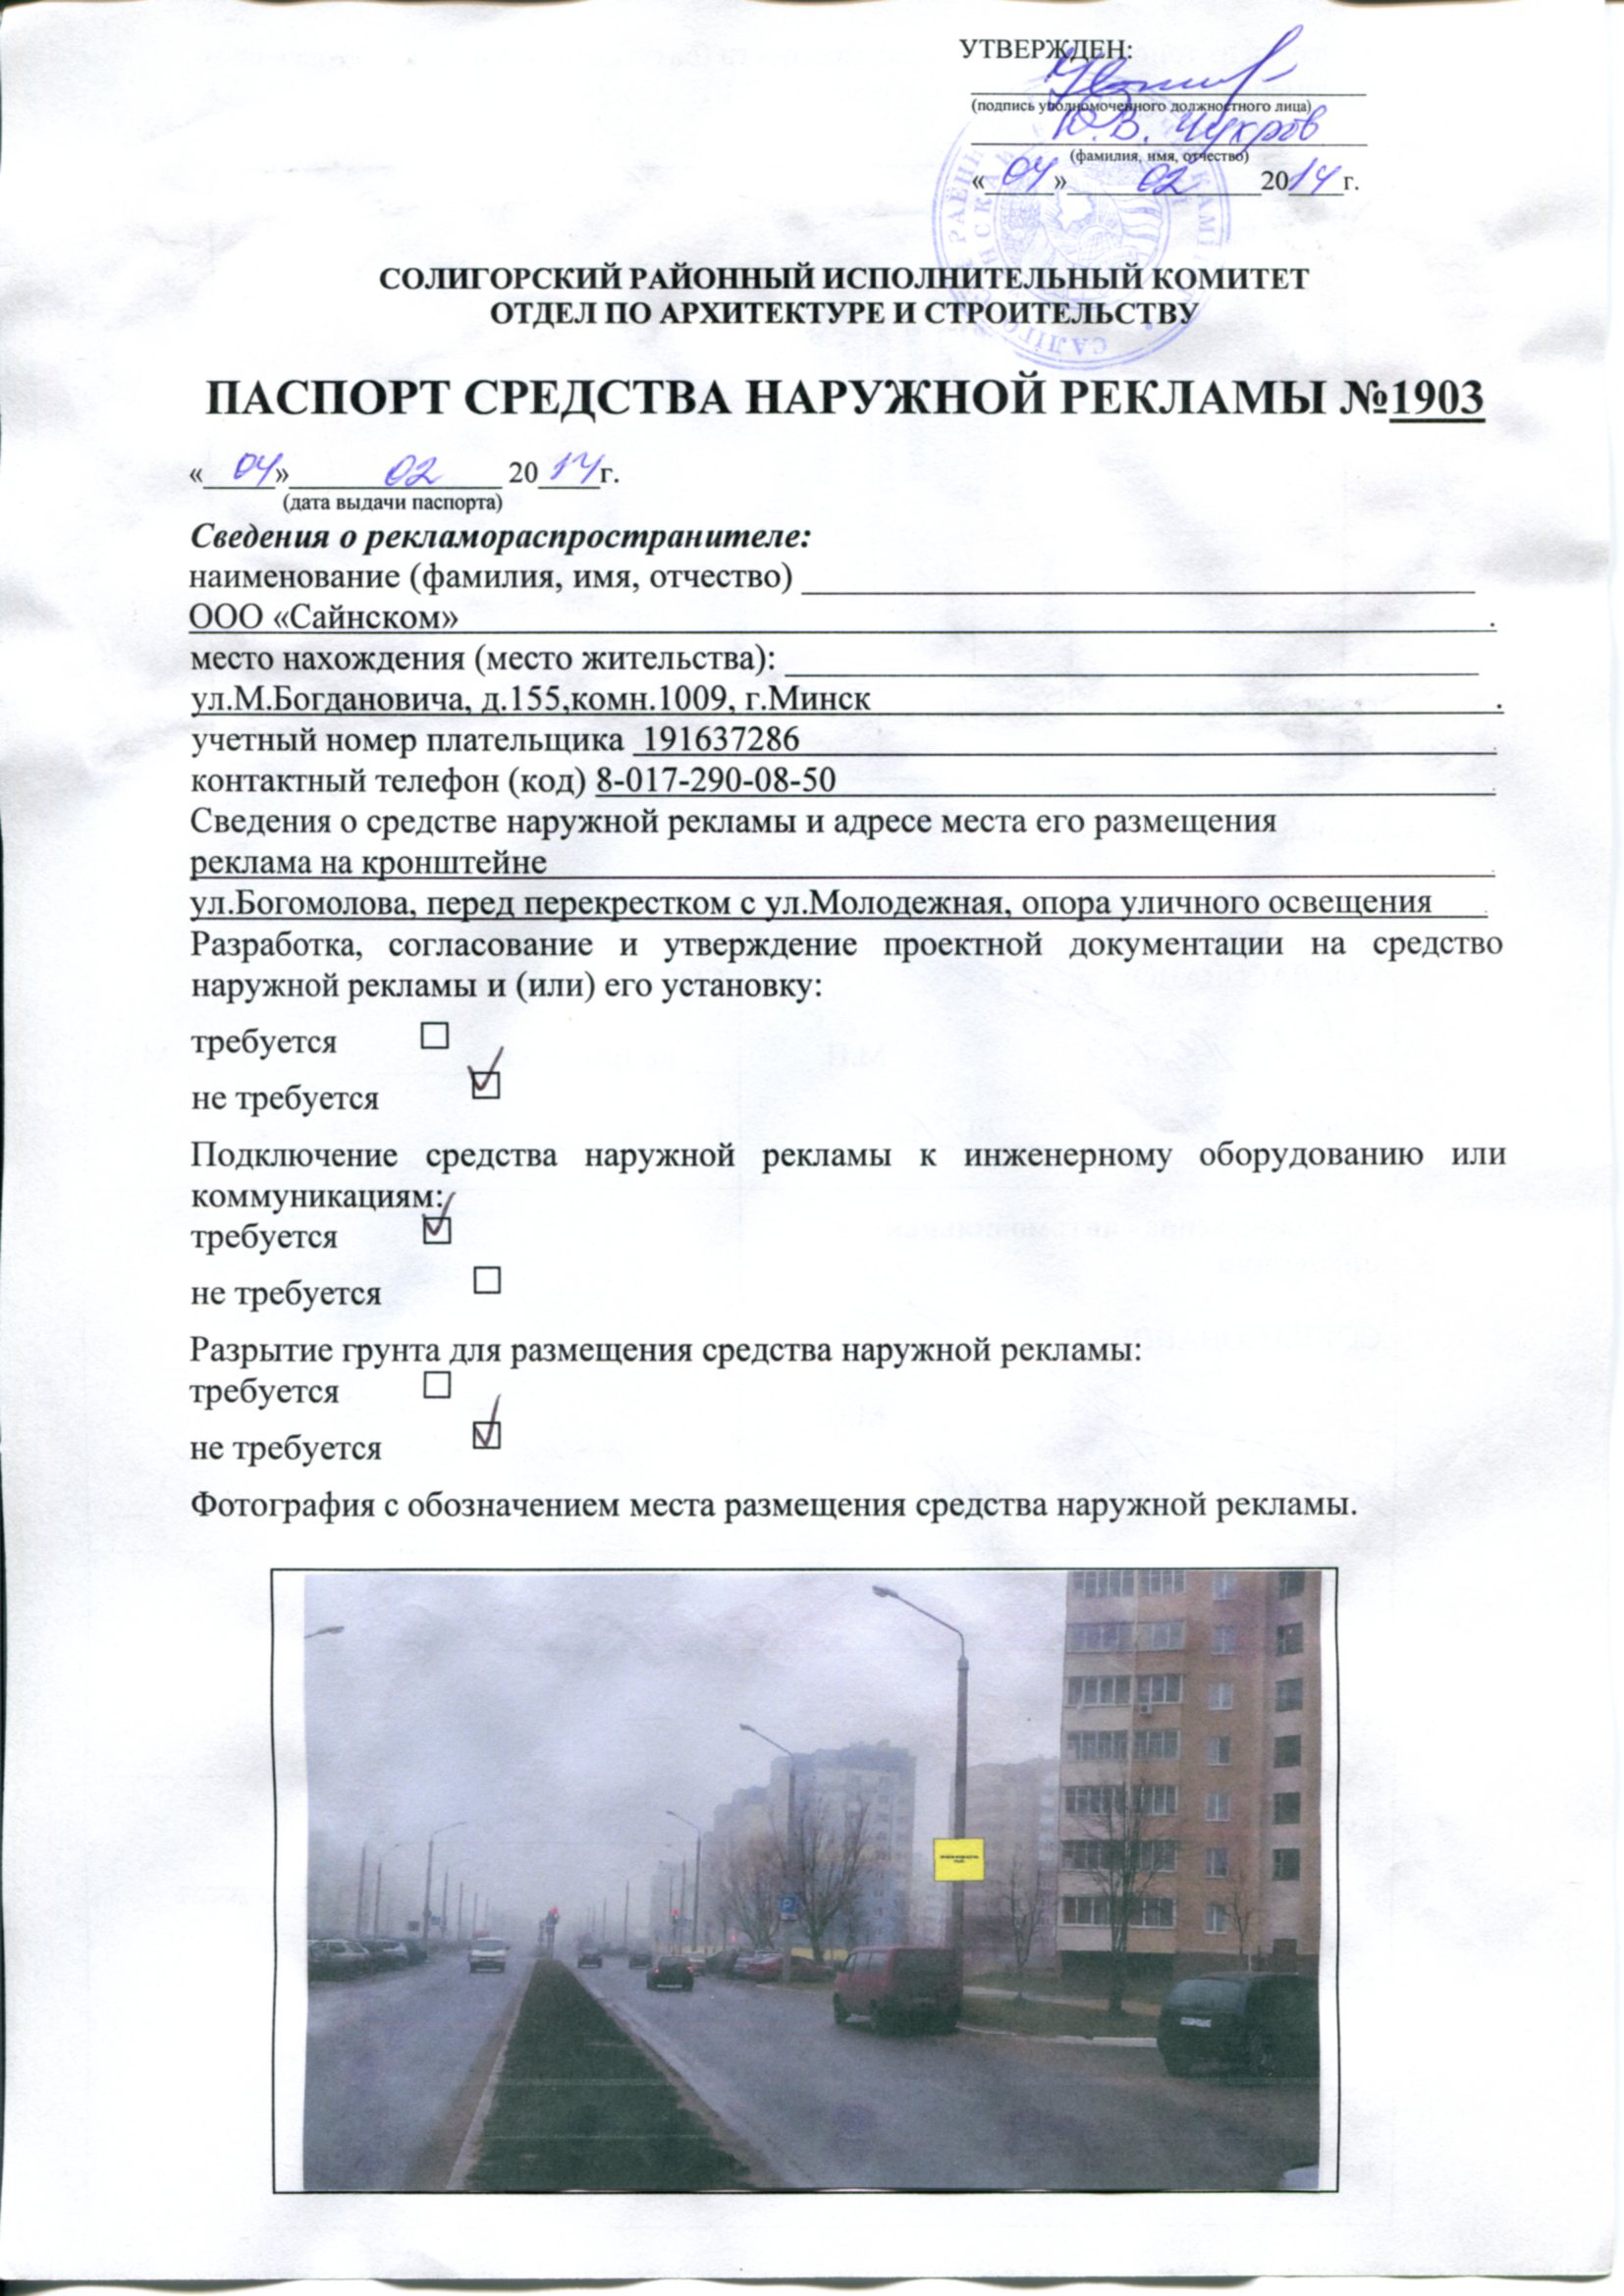 УТВЕРЖДЕН:
(подпись уполномоченного должностного лица)
Ю.В. Чукров
(фамилия, имя, отчество)
«04» 02 2014г.
СОЛИГОРСКИЙ РАЙОННЫЙ ИСПОЛНИТЕЛЬНЫЙ КОМИТЕТ
ОТДЕЛ ПО АРХИТЕКТУРЕ И СТРОИТЕЛЬСТВУ
ПАСПОРТ СРЕДСТВА НАРУЖНОЙ РЕКЛАМЫ №1903
«04» 02 2014г.
(дата выдачи паспорта)
Сведения о рекламораспространителе:
наименование (фамилия, имя, отчество)
ООО «Сайнском».
место нахождения (место жительства):
ул.М.Богдановича, д.155,комн.1009, г.Минск.
учетный номер плательщика 191637286.
контактный телефон (код) 8-017-290-08-50.
Сведения о средстве наружной рекламы и адресе места его размещения
реклама на кронштейне.
ул.Богомолова, перед перекрестком с ул.Молодежная, опора уличного освещения.
Разработка, согласование и утверждение проектной документации на средство
наружной рекламы и (или) его установку:
требуется
не требуется
Подключение средства наружной рекламы к инженерному оборудованию или
коммуникациям:
требуется
не требуется
Разрытие грунта для размещения средства наружной рекламы:
требуется
не требуется
Фотография с обозначением места размещения средства наружной рекламы.
P